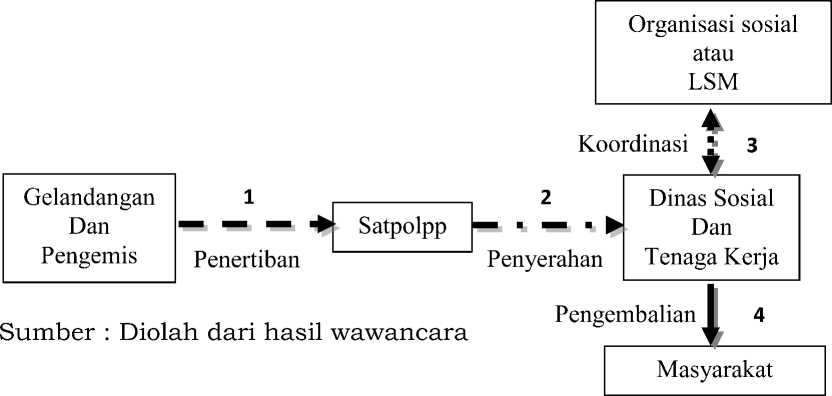 Organisasi sosial
atau
LSM
Koordinasi 3
Gelandangan
Dan
Pengemis
1
Penertiban
Satpolpp
2
Penyerahan
Dinas Sosial
Dan
Tenaga Kerja
Pengembalian 4
Masyarakat
Sumber : Diolah dari hasil wawancara